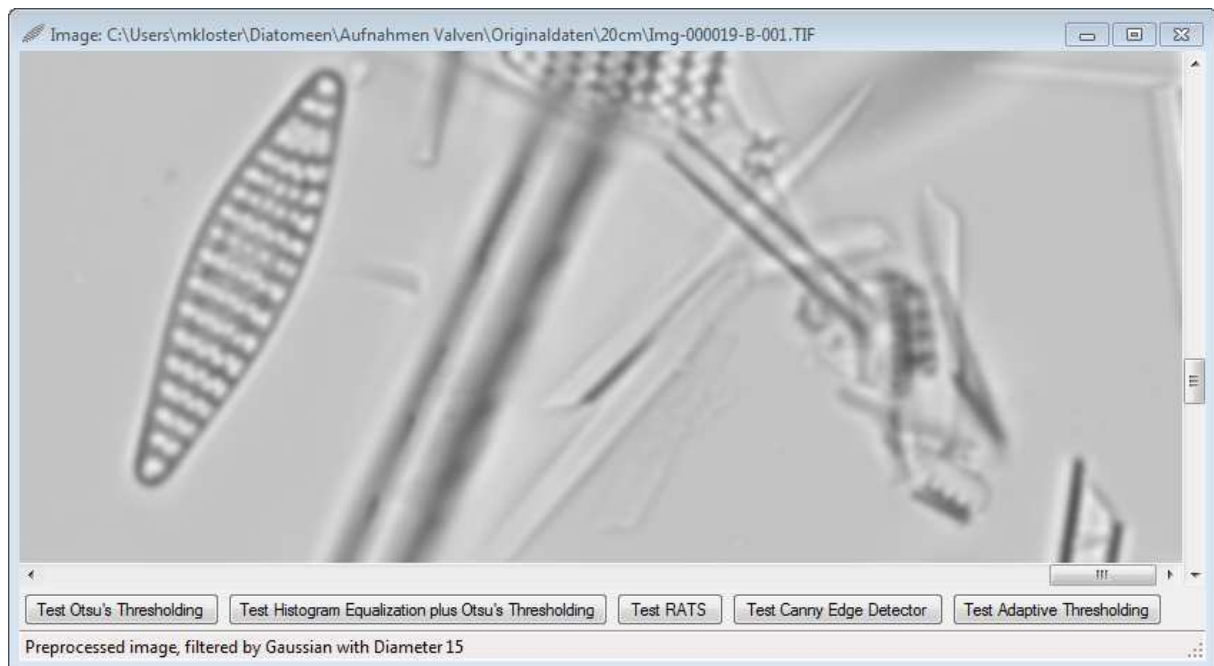 Image: C:\Users\mkloster\Diatomeen\Aufnahmen Valven\Originaldaten\20cm\Img-000019-B-001.TIF
Test Otsu's Thresholding Test Histogram Equalization plus Otsu's Thresholding Test RATS Test Canny Edge Detector Test Adaptive Thresholding
Preprocessed image, filtered by Gaussian with Diameter 15